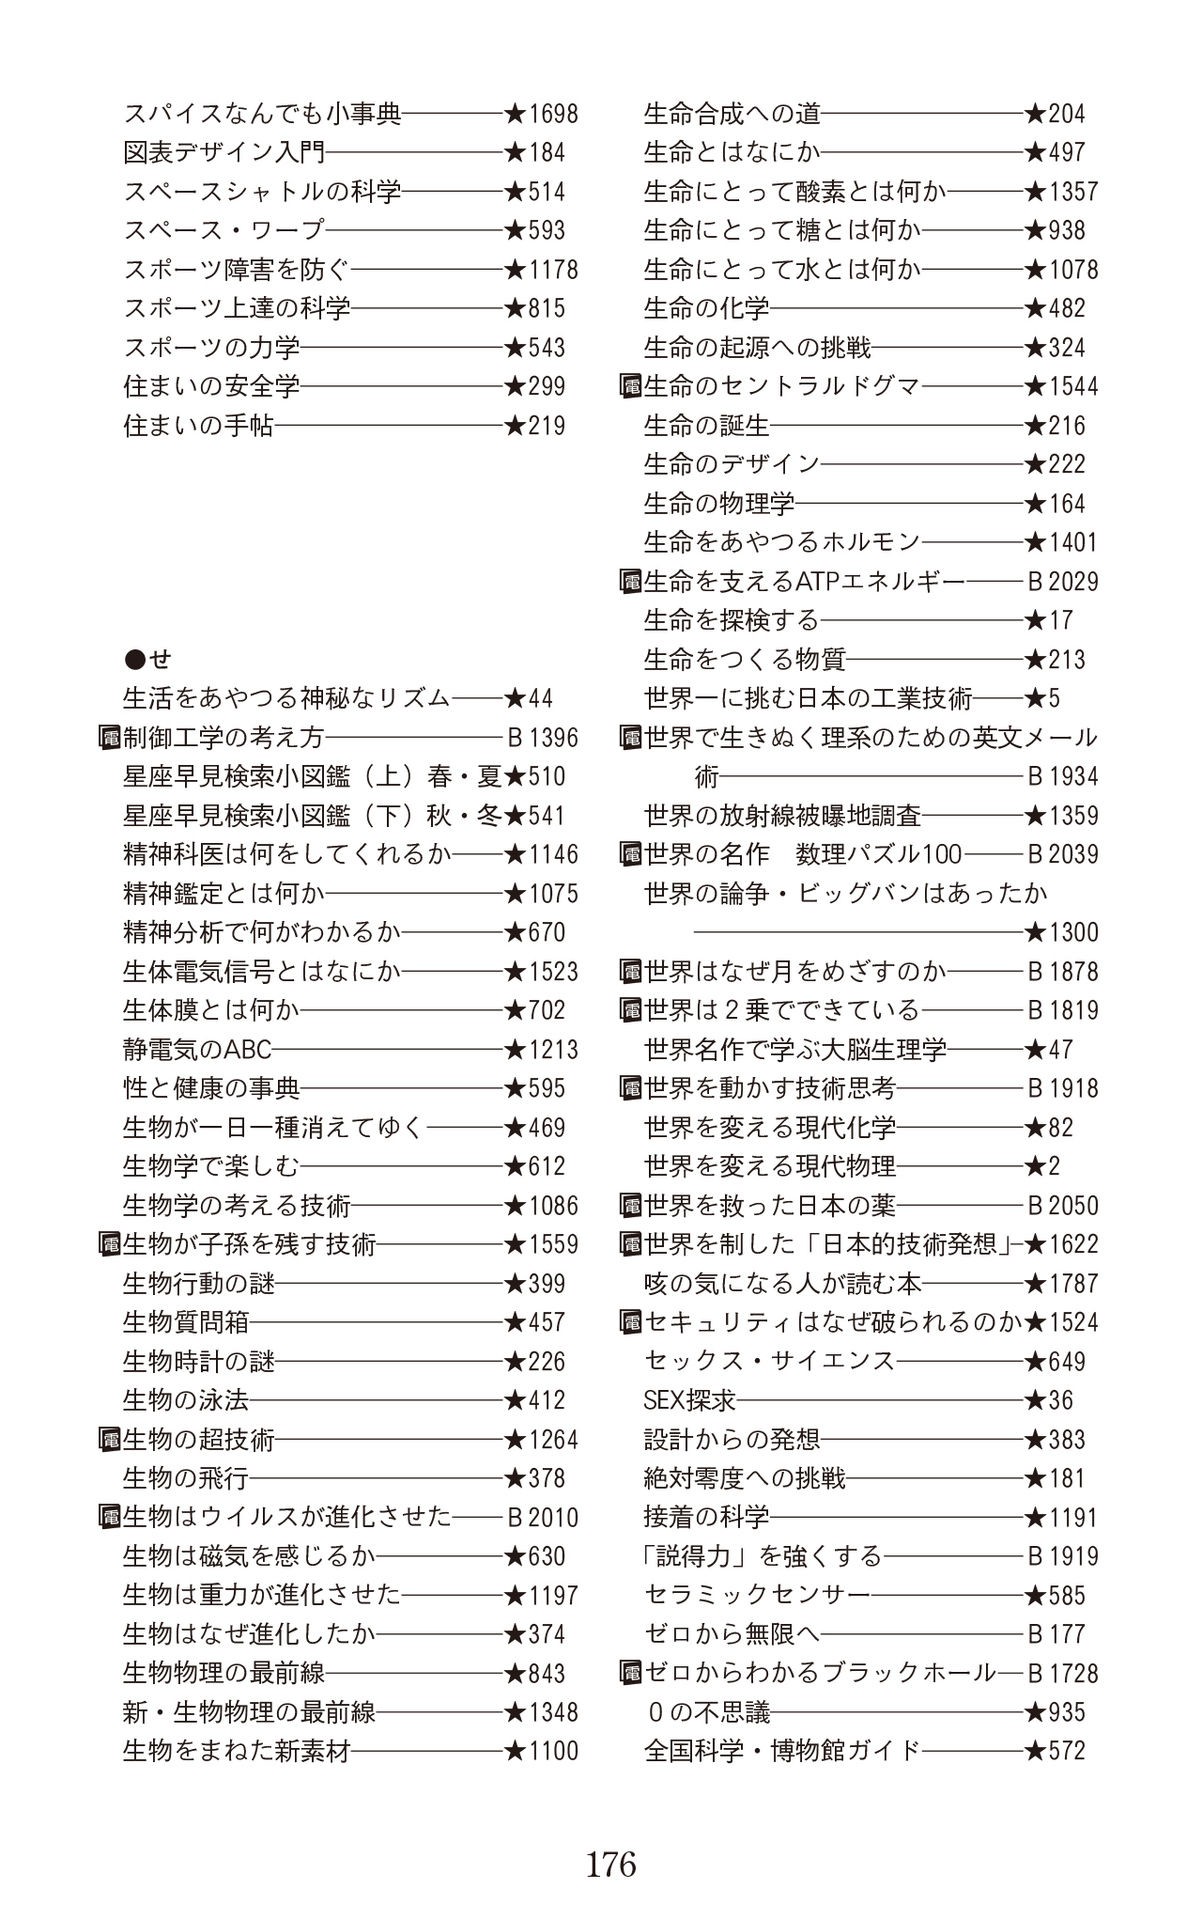 スパイスなんでも小事典――――★1698
図表デザイン入門―――――――★184
スペースシャトルの科学――――★514
スペース・ワープ―――――――★593
スポーツ障害を防ぐ――――――★1178
スポーツ上達の科学――――――★815
スポーツの力学――――――――★543
住まいの安全学――――――――★299
住まいの手帖―――――――――★219
●せ
生活をあやつる神秘なリズム――★44
電 制御工学の考え方―――――――B1396
星座早見検索小図鑑（上）春・夏★510
星座早見検索小図鑑（下）秋・冬★541
精神科医は何をしてくれるか――★1146
精神鑑定とは何か―――――――★1075
精神分析で何がわかるか――――★670
生体電気信号とはなにか――――★1523
生体膜とは何か――――――――★702
静電気のABC―――――――――★1213
性と健康の事典――――――――★595
生物が一日一種消えてゆく―――★469
生物学で楽しむ――――――――★612
生物学の考える技術――――――★1086
電 生物が子孫を残す技術―――――★1559
生物行動の謎―――――――――★399
生物質問箱――――――――――★457
生物時計の謎―――――――――★226
生物の泳法――――――――――★412
電 生物の超技術―――――――――★1264
生物の飛行――――――――――★378
電 生物はウイルスが進化させた――B2010
生物は磁気を感じるか―――――★630
生物は重力が進化させた――――★1197
生物はなぜ進化したか―――――★374
生物物理の最前線―――――――★843
新・生物物理の最前線―――――★1348
生物をまねた新素材――――――★1100
生命合成への道――――――――★204
生命とはなにか――――――――★497
生命にとって酸素とは何か―――★1357
生命にとって糖とは何か――――★938
生命にとって水とは何か――――★1078
生命の化学――――――――――★482
生命の起源への挑戦――――――★324
電 生命のセントラルドグマ――――★1544
生命の誕生――――――――――★216
生命のデザイン――――――――★222
生命の物理学―――――――――★164
生命をあやつるホルモン――――★1401
電 生命を支えるATPエネルギー――B2029
生命を探検する――――――――★17
生命をつくる物質―――――――★213
世界一に挑む日本の工業技術――★5
電 世界で生きぬく理系のための英文メール
術――――――――――――B1934
世界の放射線被曝地調査――――★1359
電 世界の名作　数理パズル100――B2039
世界の論争・ビッグバンはあったか
―――――――――――――★1300
電 世界はなぜ月をめざすのか―――B1878
電 世界は２乗でできている――――B1819
世界名作で学ぶ大脳生理学―――★47
電 世界を動かす技術思考―――――B1918
世界を変える現代化学―――――★82
世界を変える現代物理―――――★2
電 世界を救った日本の薬―――――B2050
電 世界を制した「日本的技術発想」―★1622
咳の気になる人が読む本――――★1787
電 セキュリティはなぜ破られるのか★1524
セックス・サイエンス―――――★649
SEX探求―――――――――――★36
設計からの発想――――――――★383
絶対零度への挑戦―――――――★181
接着の科学――――――――――★1191
「説得力」を強くする―――――B1919
セラミックセンサー――――――★585
ゼロから無限へ――――――――B177
電 ゼロからわかるブラックホール―B1728
０の不思議――――――――――★935
全国科学・博物館ガイド――――★572
176